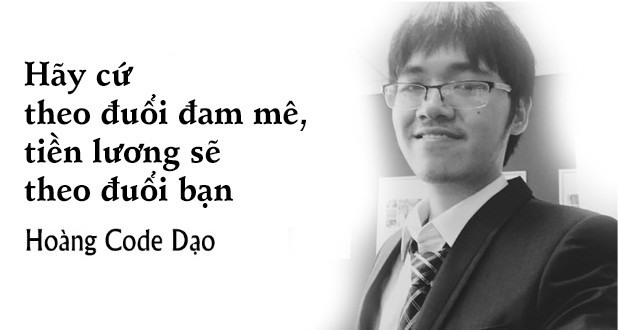 Hãy cứ
theo đuổi đam mê,
tiền lương sẽ
theo đuổi bạn
Hoàng Code Dạo